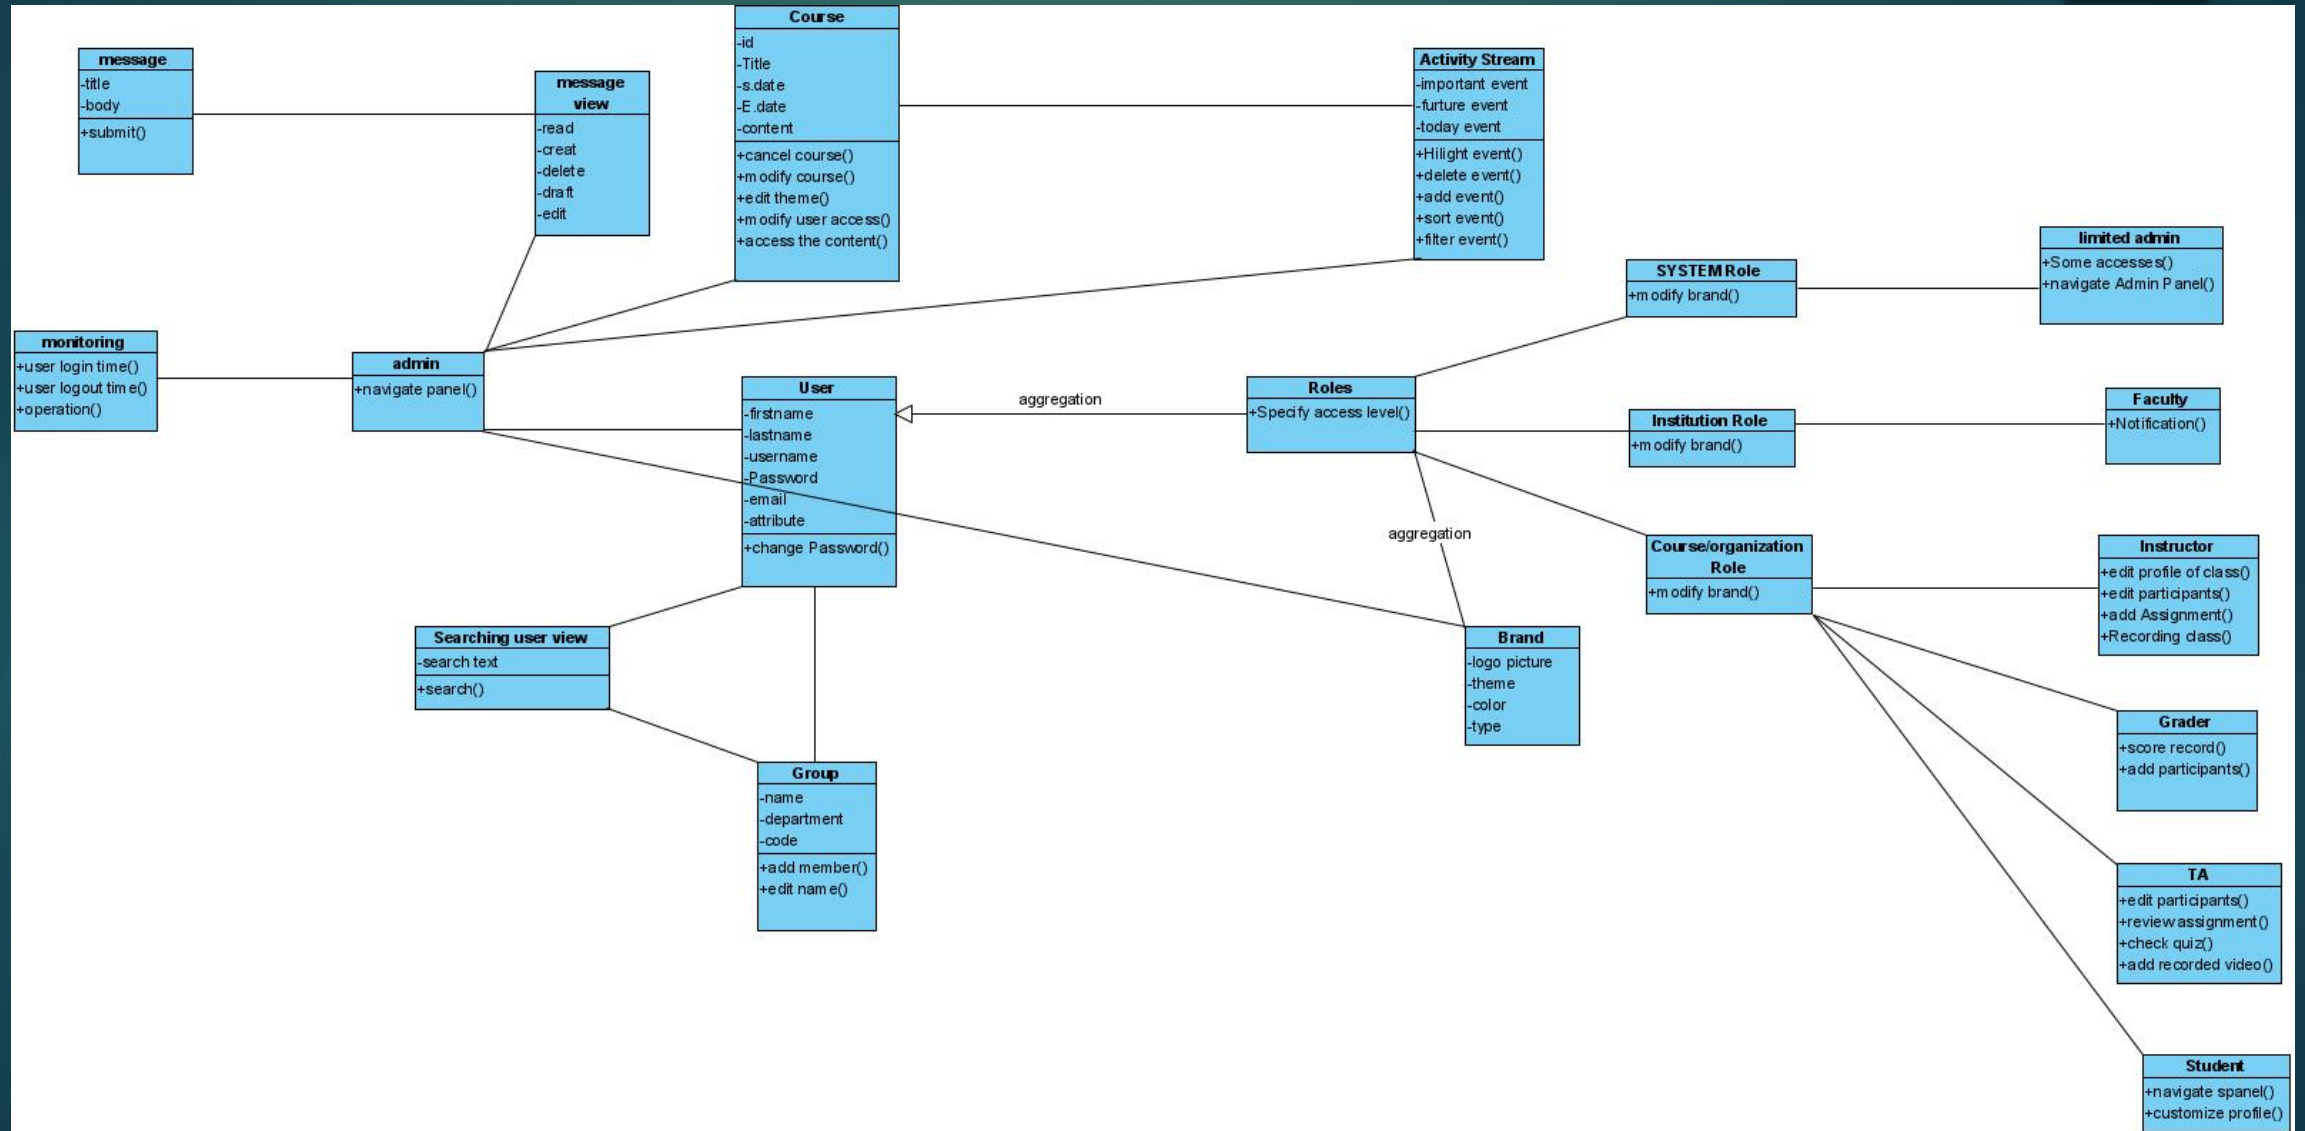 Course
-id
-Title
-s.date
-E.date
-content
+cancel course()
+modify course()
+edit theme()
+modify user access()
+access the content()
message
-title
-body
+submit()
message
view
-read
-creat
-delete
-draft
-edit
Activity Stream
-important event
-furture event
-today event
+Hilight event()
+delete event()
+add event()
+sort event()
+filter event()
limited admin
+Some accesses()
+navigate Admin Panel()
SYSTEM Role
+modify brand()
monitoring
+user login time()
+user logout time()
+operation()
admin
+navigate panel()
User
-firstname
-lastname
-username
-Password
-email
-attribute
+change Password()
aggregation
Roles
+Specify access level()
Institution Role
+modify brand()
Faculty
+Notification()
aggregation
Course/organization
Role
+modify brand()
Instructor
+edit profile of class()
+edit participants()
+add Assignment()
+Recording class()
Searching user view
-search text
+search()
Brand
-logo picture
-theme
-color
-type
Grader
+score record()
+add participants()
Group
-name
-department
-code
+add member()
+edit name()
TA
+edit participants()
+review assignment()
+check quiz()
+add recorded video()
Student
+navigate spanel()
+customize profile()